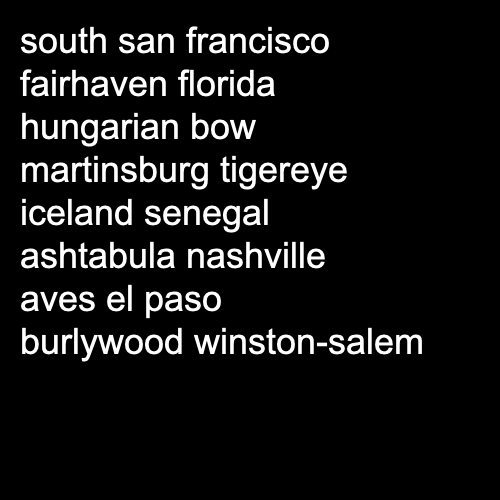 south san francisco
fairhaven florida
hungarian bow
martinsburg tigereye
iceland senegal
ashtabula nashville
aves el paso
burlywood winston-salem